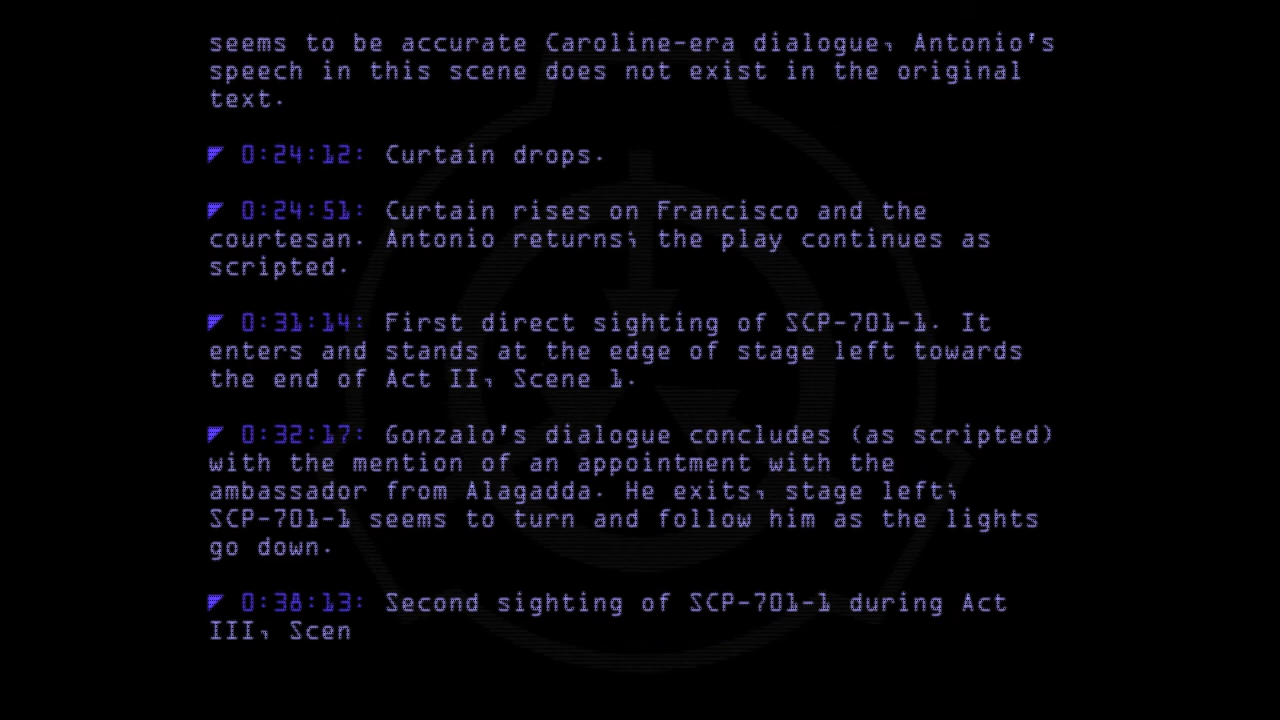 seems to be accurate Caroline-era dialogue, Antonio's
speech in this scene does not exist in the original
text.
0:24:12: Curtain drops.
0:24:51: Curtain rises on Francisco and the
courtesan. Antonio returns; the play continues as
scripted.
0:31:14: First direct sighting of SCP-701-1. It
enters and stands at the edge of stage left towards
the end of Act II, Scene 1.
0:32:17: Gonzalo's dialogue concludes (as scripted)
with the mention of an appointment with the
ambassador from Alagadda. He exits, stage left;
SCP-701-1 seems to turn and follow him as the lights
go down.
0:38:13: Second sighting of SCP-701-1 during Act
III, Scen